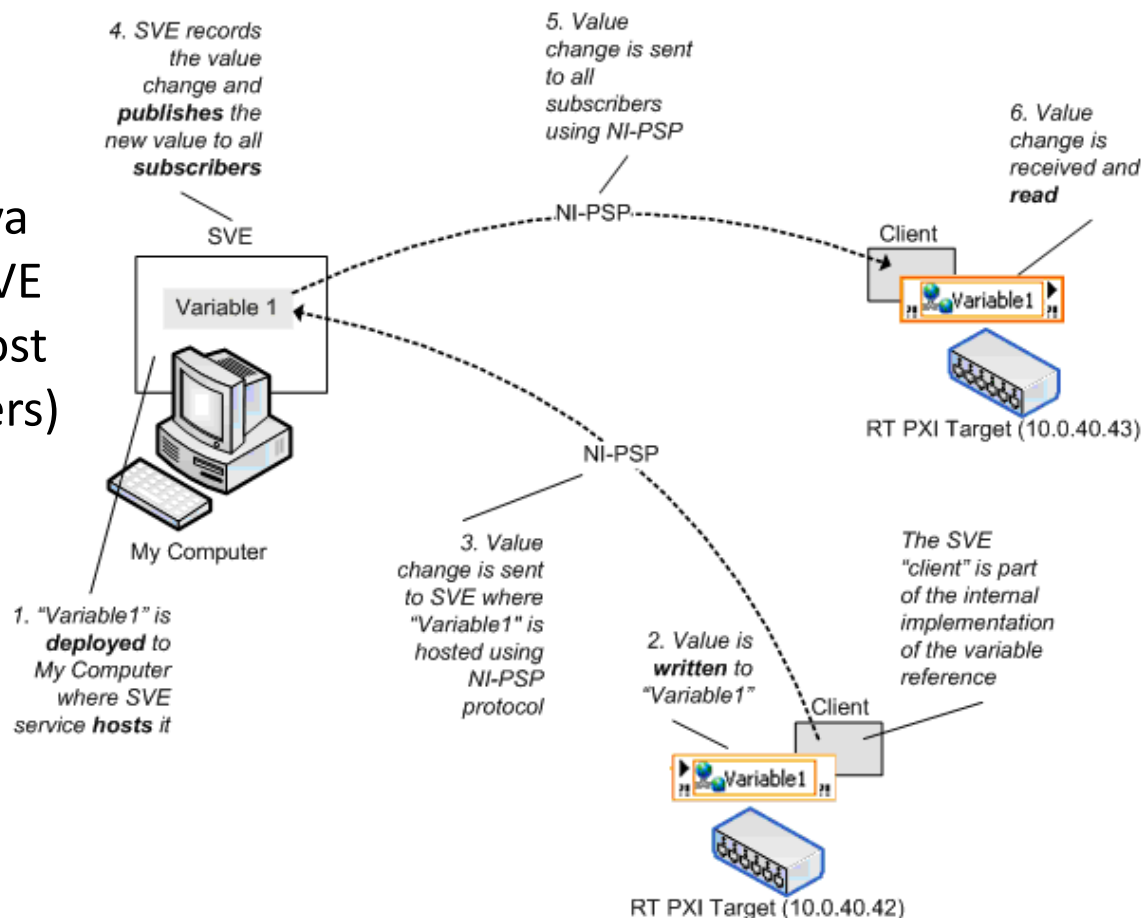 4. SVE records
the value
change and
publishes the
new value to all
subscribers
5. Value
change is sent
to all
subscribers
using NI-PSP
6. Value
change is
received and
read
va
VE
ost
ers)
SVE
Variable 1
My Computer
NI-PSP
Client
Variable1
RT PXI Target (10.0.40.43)
NI-PSP
1. “Variable1” is
deployed to
My Computer
where SVE
service hosts it
3. Value
change is sent
to SVE where
"Variable1" is
hosted using
NI-PSP
protocol
2. Value is
written to
“Variable1”
The SVE
“client” is part
of the internal
implementation
of the variable
reference
Client
Variable1
RT PXI Target (10.0.40.42)